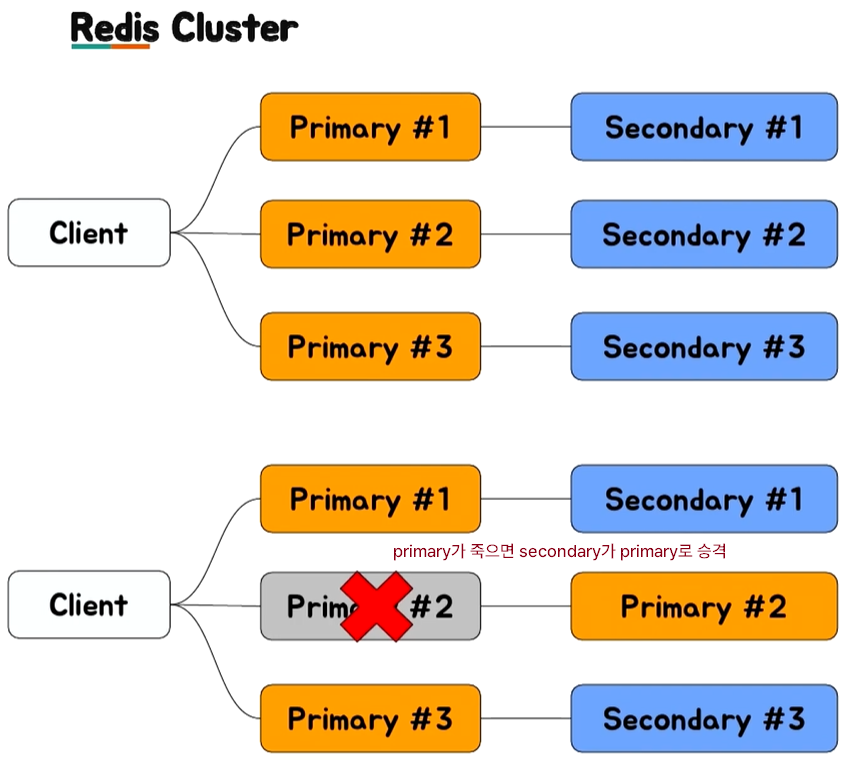 Redis Cluster
Primary #1
Secondary #1
Client
Primary #2
Secondary #2
Primary #3
Secondary #3
Primary #1
Secondary #1
primary가 죽으면 secondary가 primary로 승격
Client
Prim #2
Primary #2
Primary #3
Secondary #3